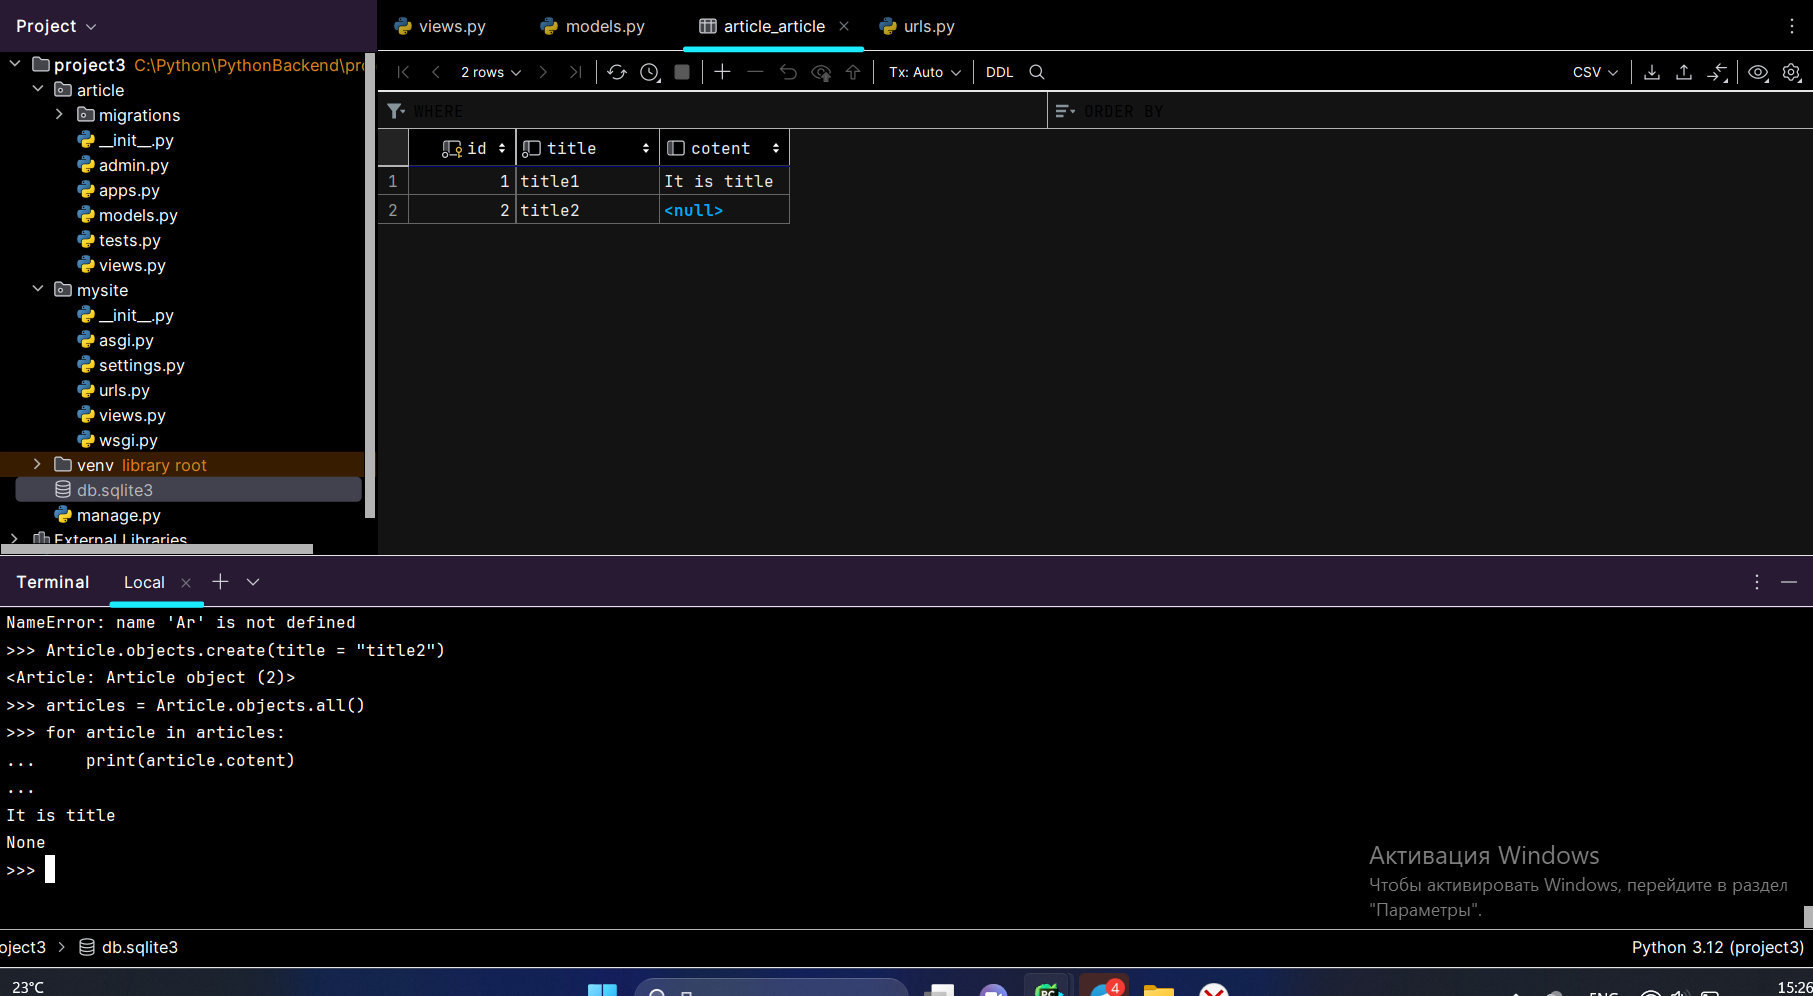 Project
views.py
models.py
article_article
urls.py
project3 C:\Python\PythonBackend\pr
article
migrations
__init__.py
admin.py
apps.py
models.py
tests.py
views.py
mysite
__init__.py
asgi.py
settings.py
urls.py
views.py
wsgi.py
venv library root
db.sqlite3
manage.py
External Libraries
2 rows
Tx: Auto
DDL
CSV
WHERE
ORDER BY
id title cotent
1 1 title1 It is title
2 2 title2 <null>
Terminal
Local
NameError: name 'Ar' is not defined
>>> Article.objects.create(title = "title2")
<Article: Article object (2)>
>>> articles = Article.objects.all()
>>> for article in articles:
...     print(article.cotent)
...
It is title
None
>>>
Активация Windows
Чтобы активировать Windows, перейдите в раздел
"Параметры".
oject3 > db.sqlite3
Python 3.12 (project3)
23°C
PC
4
ENG
15:26